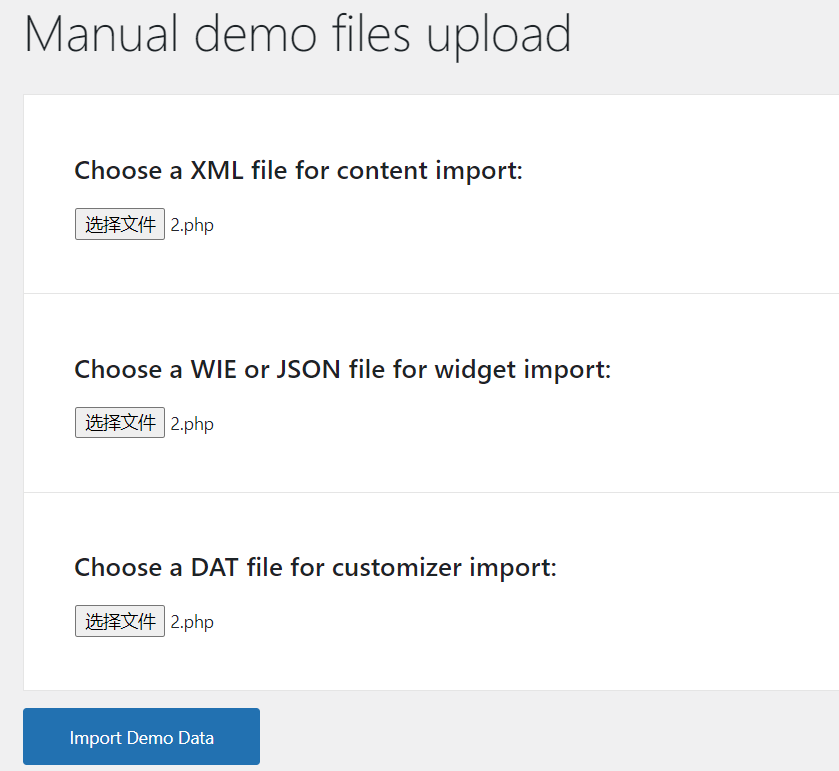 Manual demo files upload
Choose a XML file for content import:
选择文件 2.php
Choose a WIE or JSON file for widget import:
选择文件 2.php
Choose a DAT file for customizer import:
选择文件 2.php
Import Demo Data